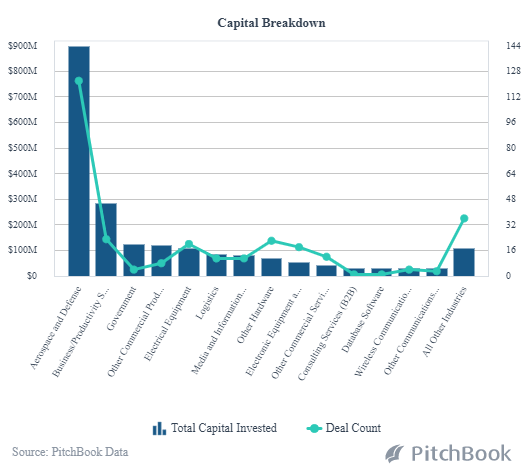 Capital Breakdown
$900M
$800M
$700M
$600M
$500M
$400M
$300M
$200M
$100M
$0
144
128
112
96
80
64
48
32
16
0
Aerospace and Defense
Business/Productivity S...
Government
Other Commercial Prod...
Electrical Equipment
Logistics
Media and Information...
Other Hardware
Electronic Equipment a...
Other Commercial Servi...
Consulting Services (B2B)
Database Software
Wireless Communicatio...
Other Communications...
All Other Industries
Total Capital Invested
Deal Count
Source: PitchBook Data
PitchBook